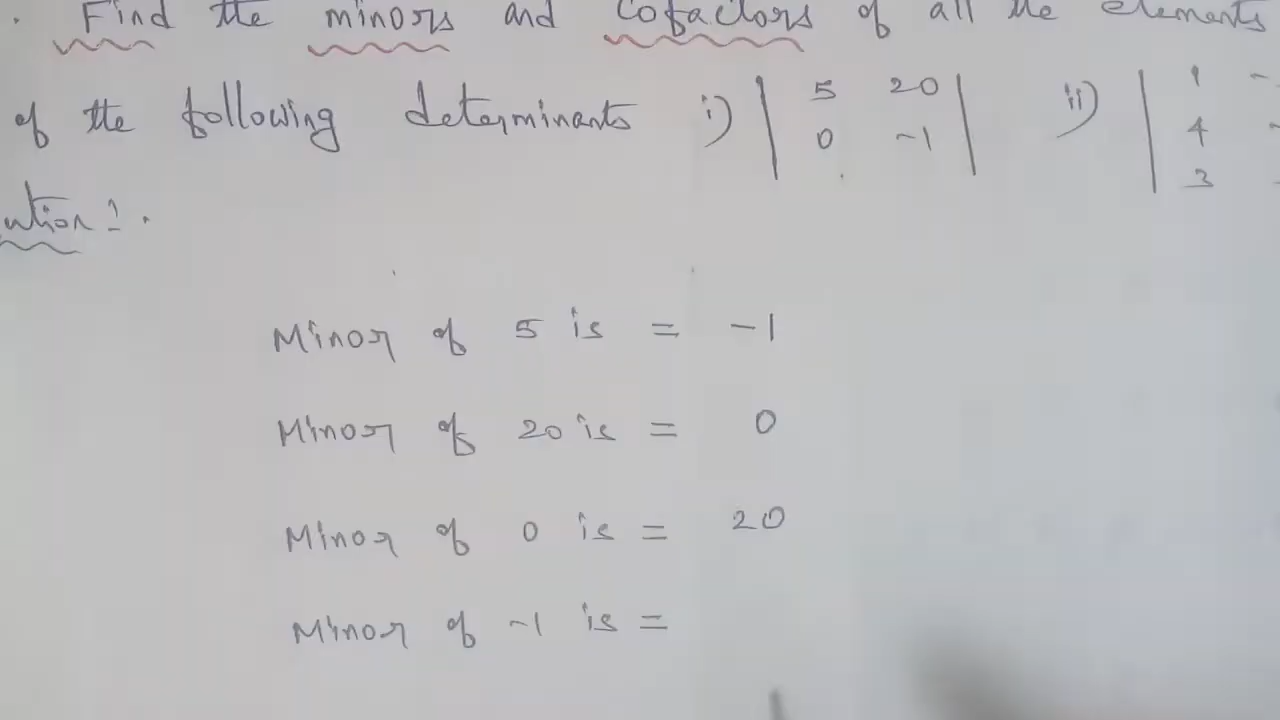 . Find the minors and cofactors of all the elements
of the following determinants i) | 5 20 | ii) | 1 -
0 -1 4 -
3 -
ution :.
Minor of 5 is = -1
Minor of 20 is = 0
Minor of 0 is = 20
Minor of -1 is =